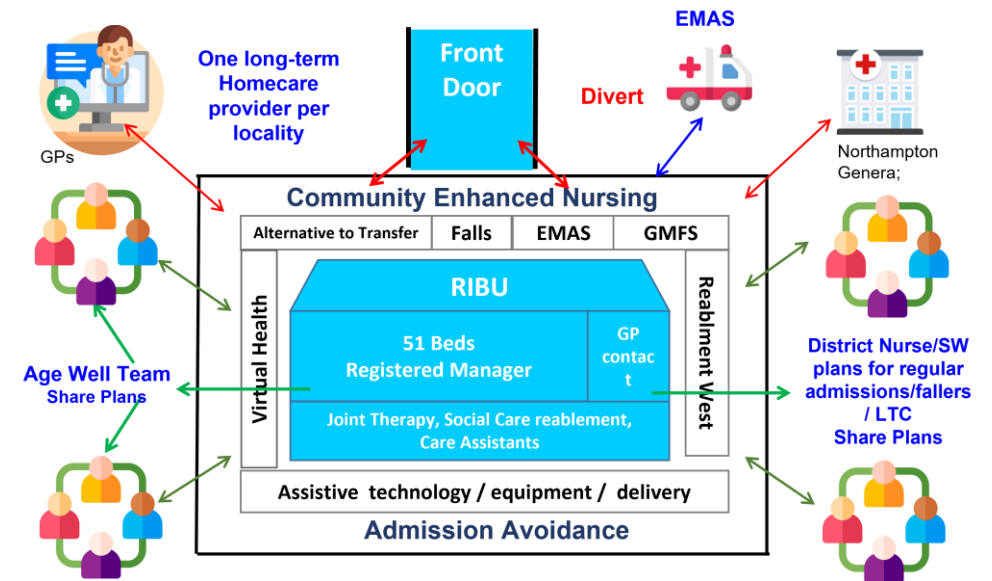 EMAS
Front
Door
One long-term
Homecare
provider per
locality
Divert
GPs
Northampton
Genera;
Community Enhanced Nursing
Alternative to Transfer
Falls
EMAS
GMFS
Virtual Health
RIBU
Reablment West
51 Beds
Registered Manager
GP
contac
t
Joint Therapy, Social Care reablement,
Care Assistants
Age Well Team
Share Plans
District Nurse/SW
plans for regular
admissions/fallers
/ LTC
Share Plans
Assistive technology / equipment / delivery
Admission Avoidance